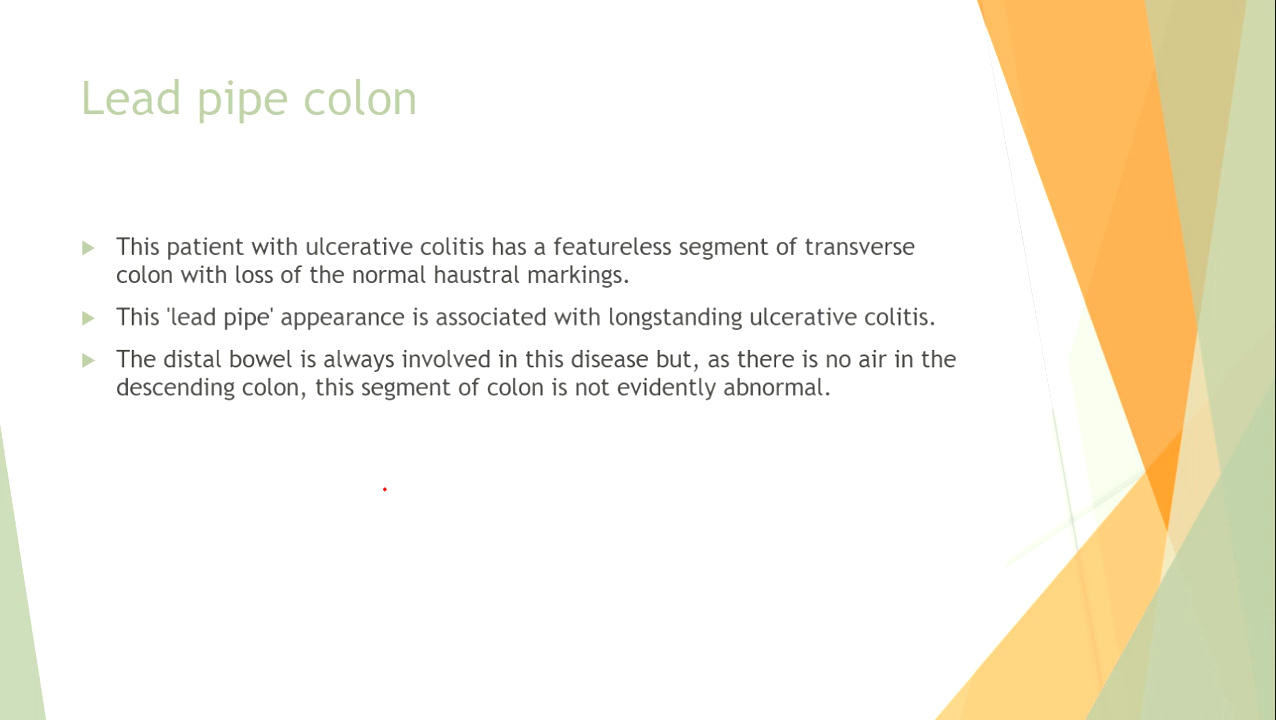 Lead pipe colon
This patient with ulcerative colitis has a featureless segment of transverse
colon with loss of the normal haustral markings.
This 'lead pipe' appearance is associated with longstanding ulcerative colitis.
The distal bowel is always involved in this disease but, as there is no air in the
descending colon, this segment of colon is not evidently abnormal.